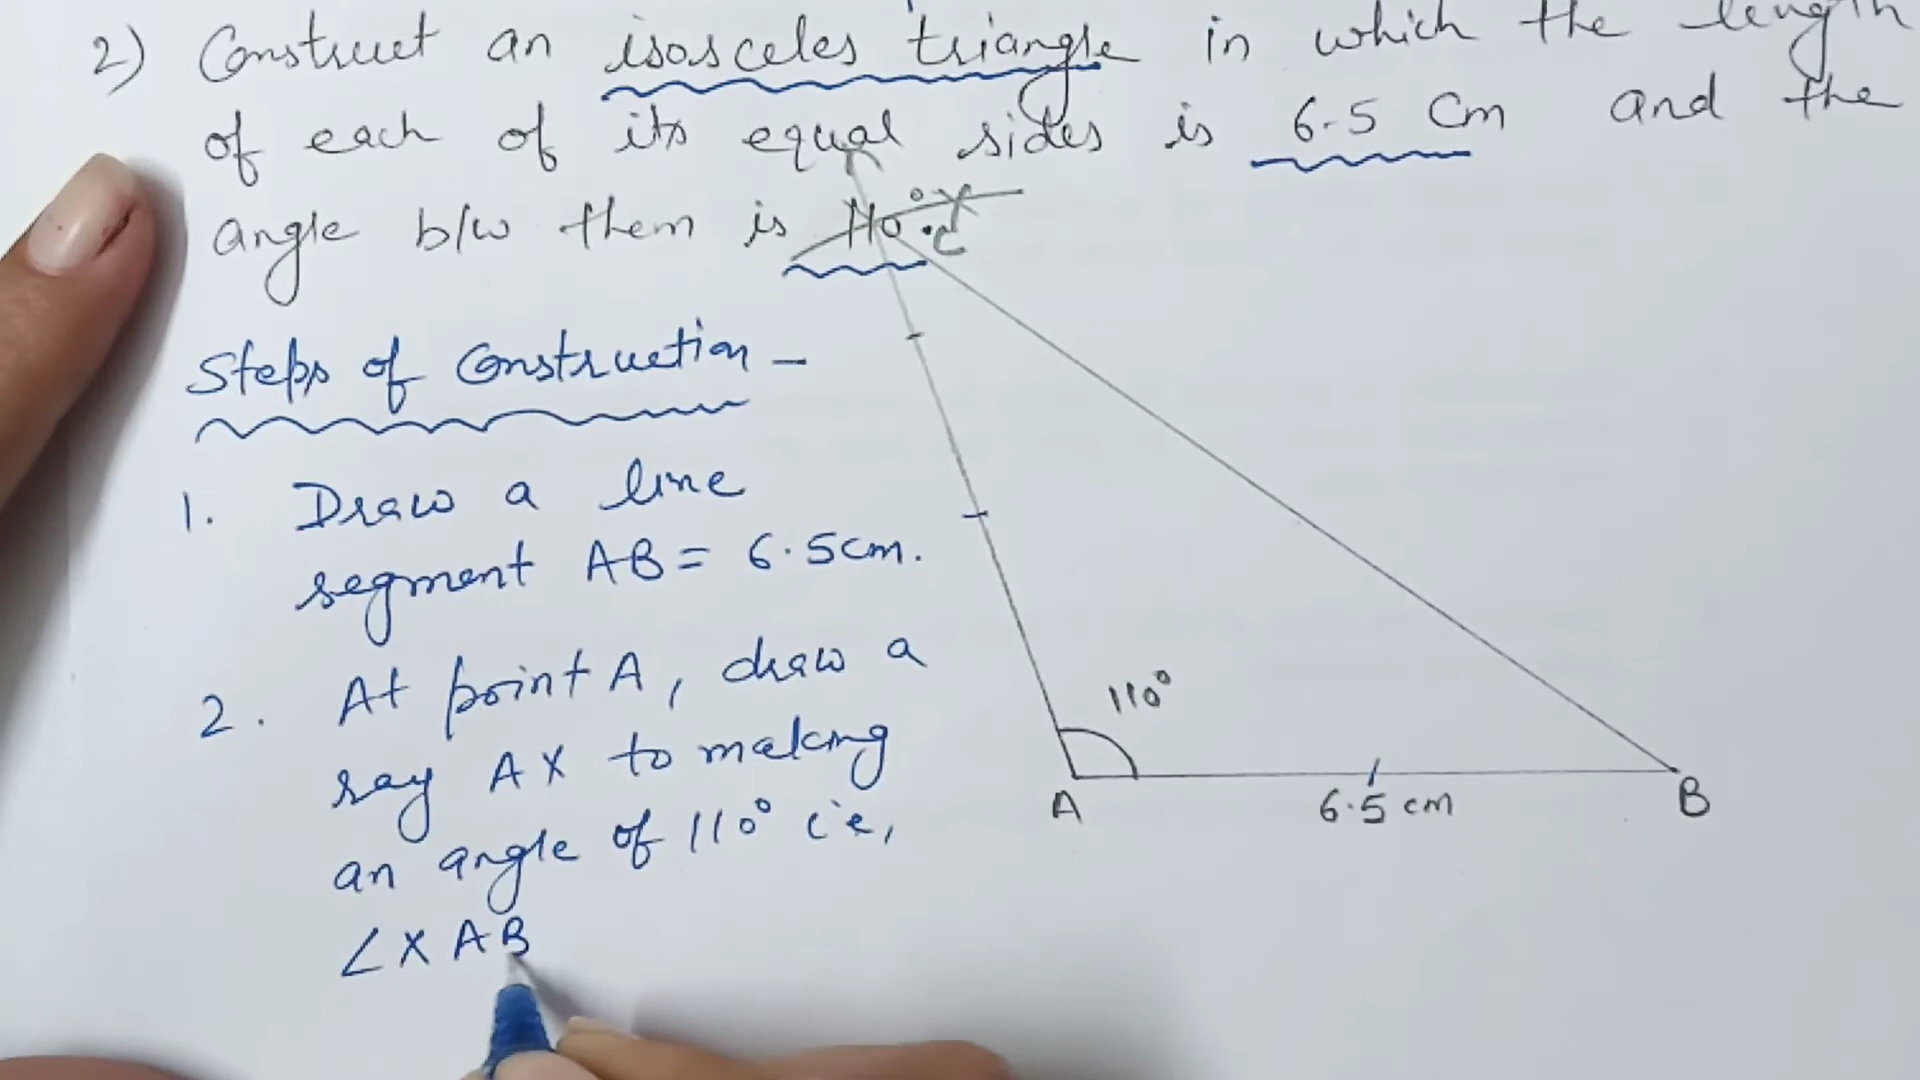 2) Construct an isosceles triangle in which the length
of each of its equal sides is 6.5 Cm and the
angle b/w them is 110°.
X
C
Steps of Construction -
1. Draw a line
segment AB = 6.5cm.
2. At point A, draw a
ray AX to making
an angle of 110° i.e,
∠XAB
110°
A
6.5 cm
B